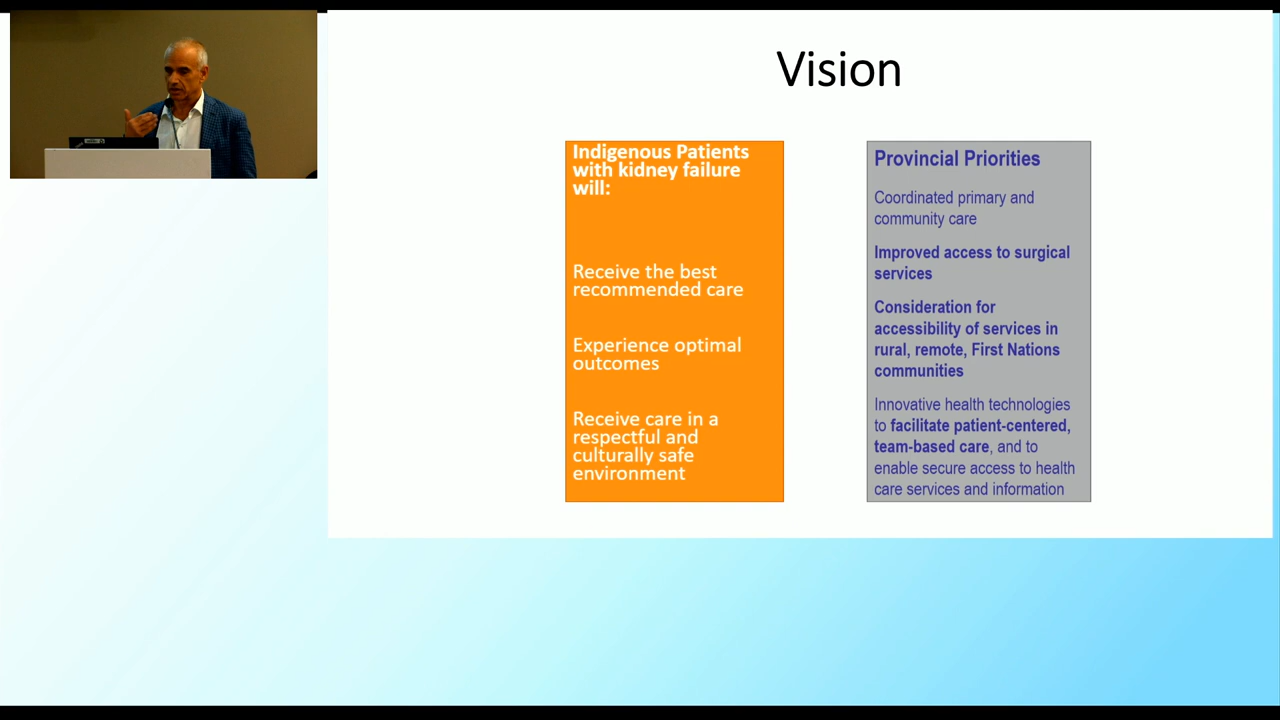 Vision
Indigenous Patients
with kidney failure
will:
Receive the best
recommended care
Experience optimal
outcomes
Receive care in a
respectful and
culturally safe
environment
Provincial Priorities
Coordinated primary and
community care
Improved access to surgical
services
Consideration for
accessibility of services in
rural, remote, First Nations
communities
Innovative health technologies
to facilitate patient-centered,
team-based care, and to
enable secure access to health
care services and information